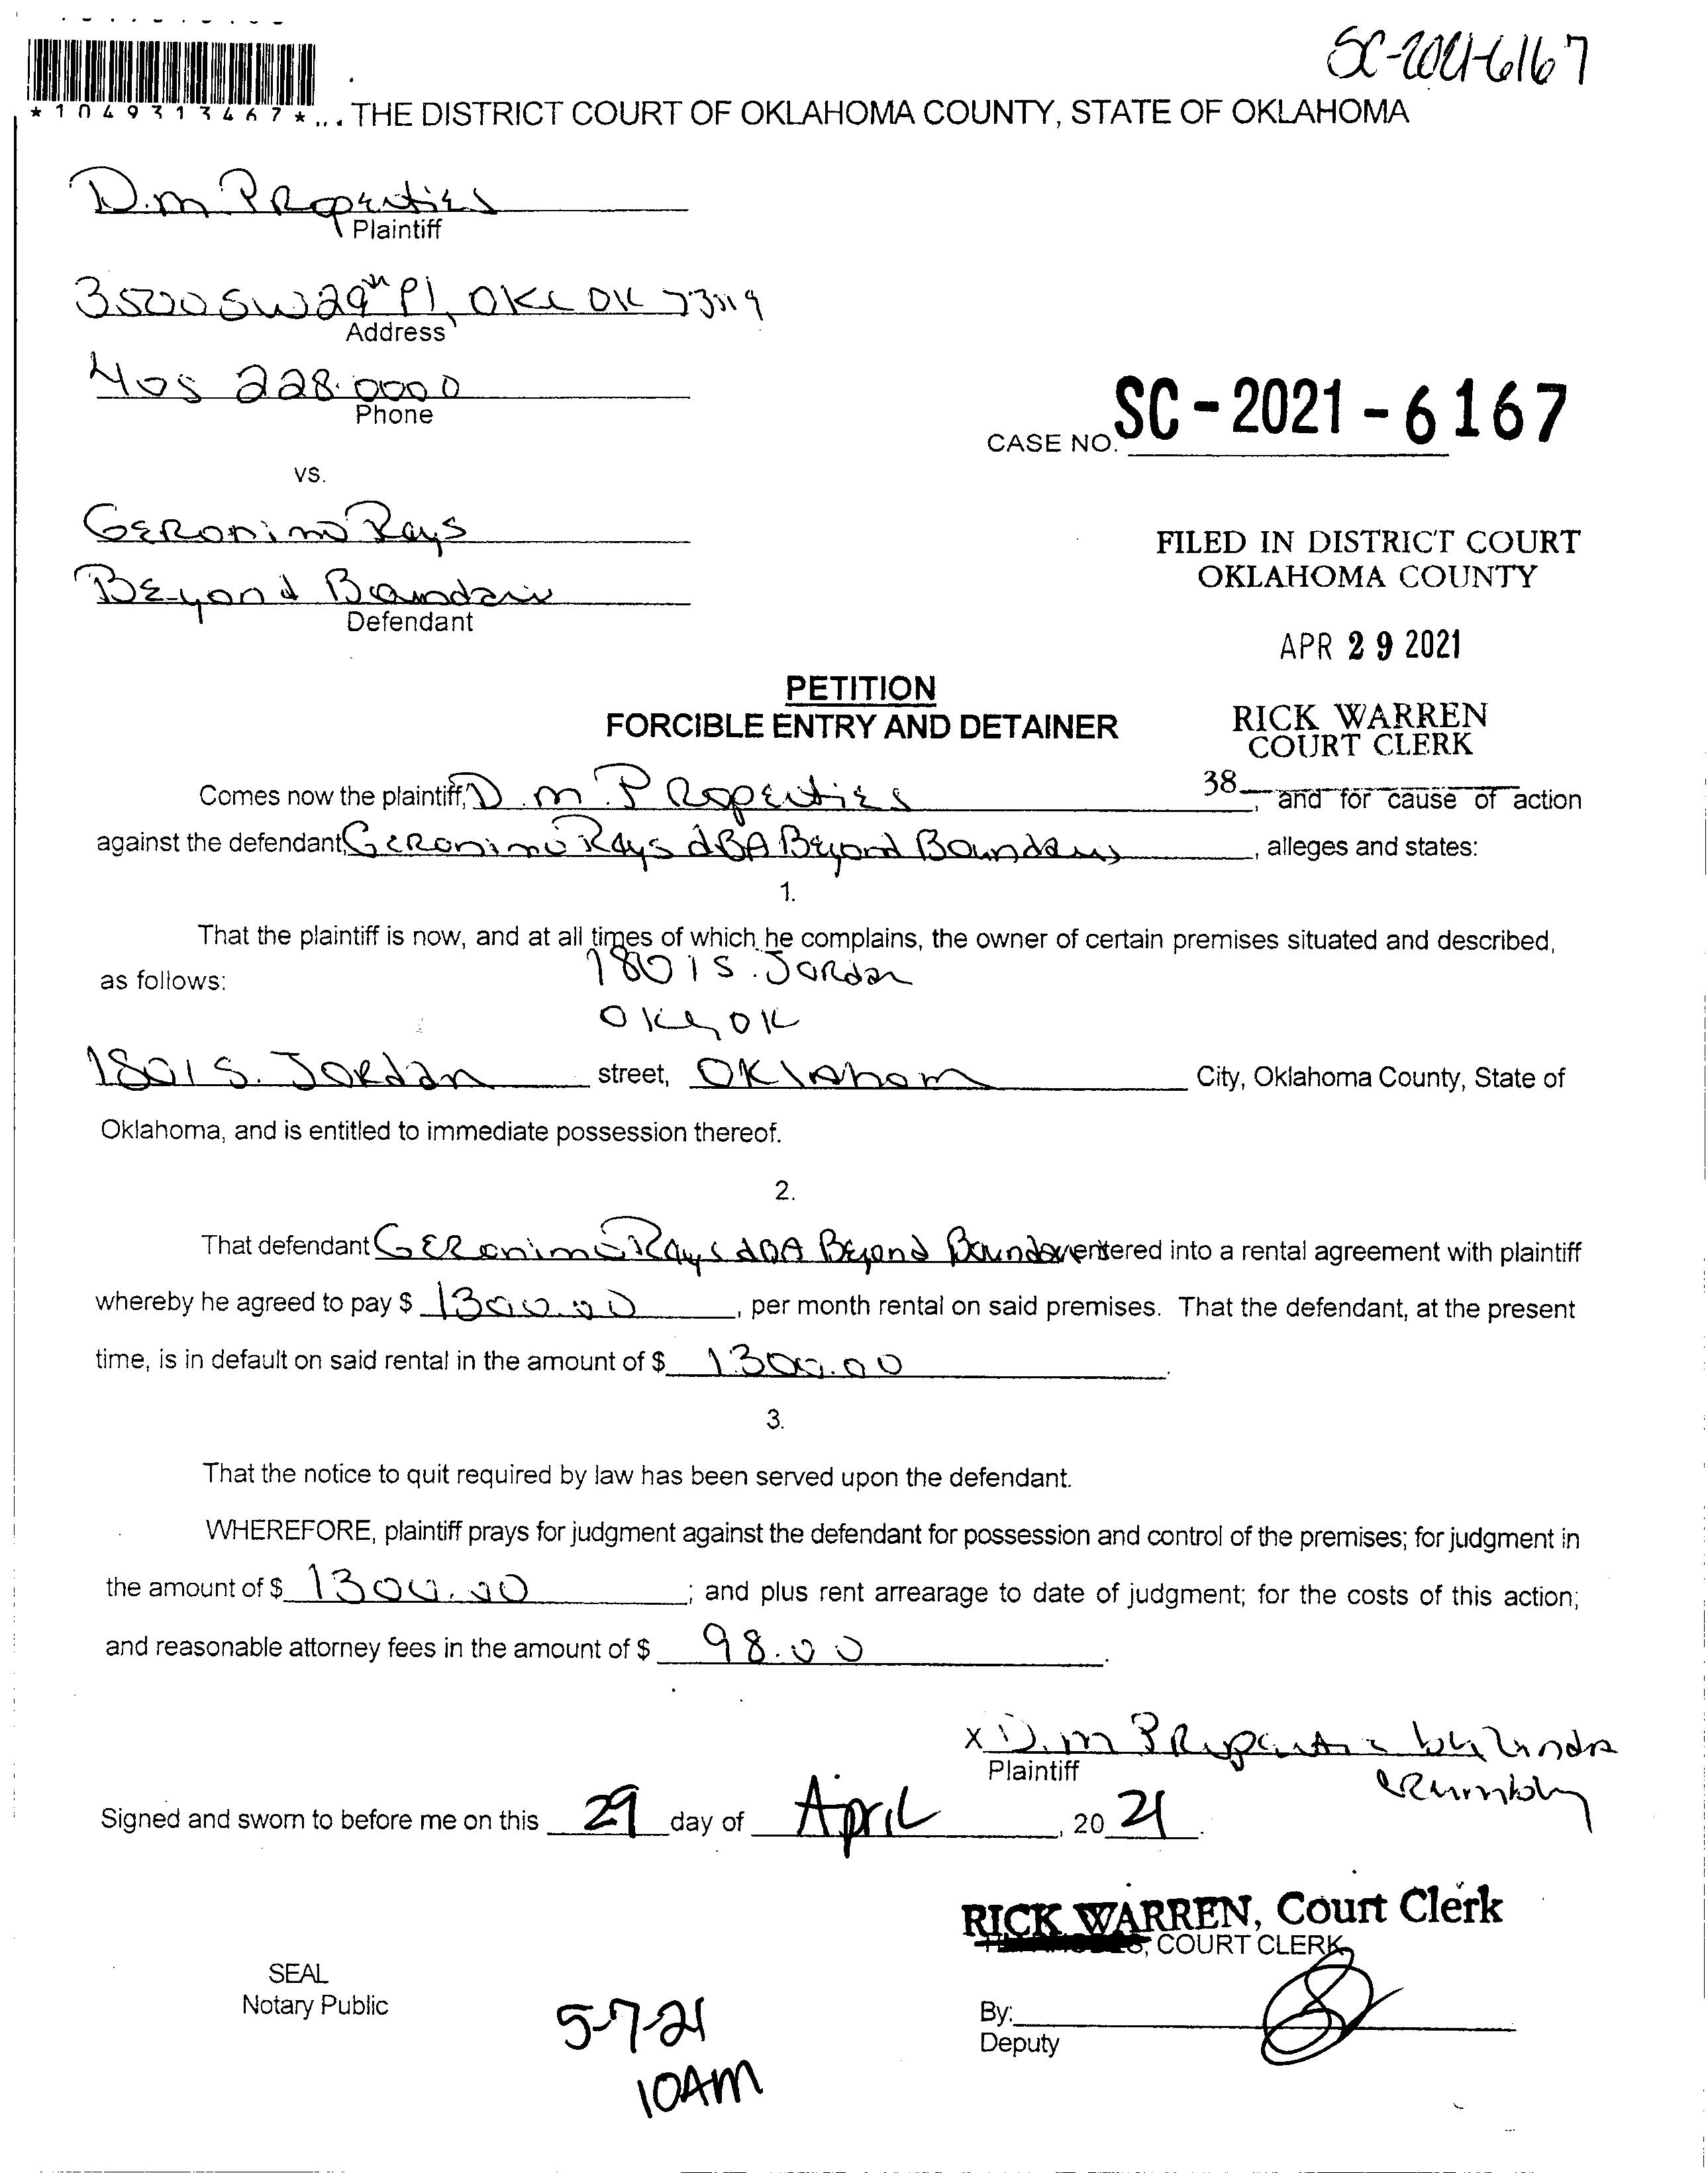 SC-2021-6167
*1049313467*
THE DISTRICT COURT OF OKLAHOMA COUNTY, STATE OF OKLAHOMA
D.M Properties
Plaintiff
3500 SW 29th Pl, OKC OK 73119
Address
405 228.0000
Phone
CASE NO. SC-2021-6167
vs.
Geronimo Rays
Beyond
Defendant
FILED IN DISTRICT COURT
OKLAHOMA COUNTY
APR 29 2021
PETITION
FORCIBLE ENTRY AND DETAINER
RICK WARREN
COURT CLERK
38
Comes now the plaintiff, D.M. Properties, and for cause of action
against the defendant, Geronimo Rays dBA Beyond, alleges and states:
1.
That the plaintiff is now, and at all times of which he complains, the owner of certain premises situated and described,
as follows: 1801 S. Jordan
OKC, OK
1801 S. Jordan street, Oklahom City, Oklahoma County, State of
Oklahoma, and is entitled to immediate possession thereof.
2.
That defendant Geronimo Rays dBA Beyond entered into a rental agreement with plaintiff
whereby he agreed to pay $ 1300.00, per month rental on said premises. That the defendant, at the present
time, is in default on said rental in the amount of $ 1300.00.
3.
That the notice to quit required by law has been served upon the defendant.
WHEREFORE, plaintiff prays for judgment against the defendant for possession and control of the premises; for judgment in
the amount of $ 1300.00; and plus rent arrearage to date of judgment; for the costs of this action;
and reasonable attorney fees in the amount of $ 98.00.
x D.M Properties by Linda
Plaintiff
Signed and sworn to before me on this 29 day of April, 2021.
RICK WARREN, Court Clerk
, COURT CLERK
SEAL
Notary Public
By:
Deputy
5-7-21
10AM